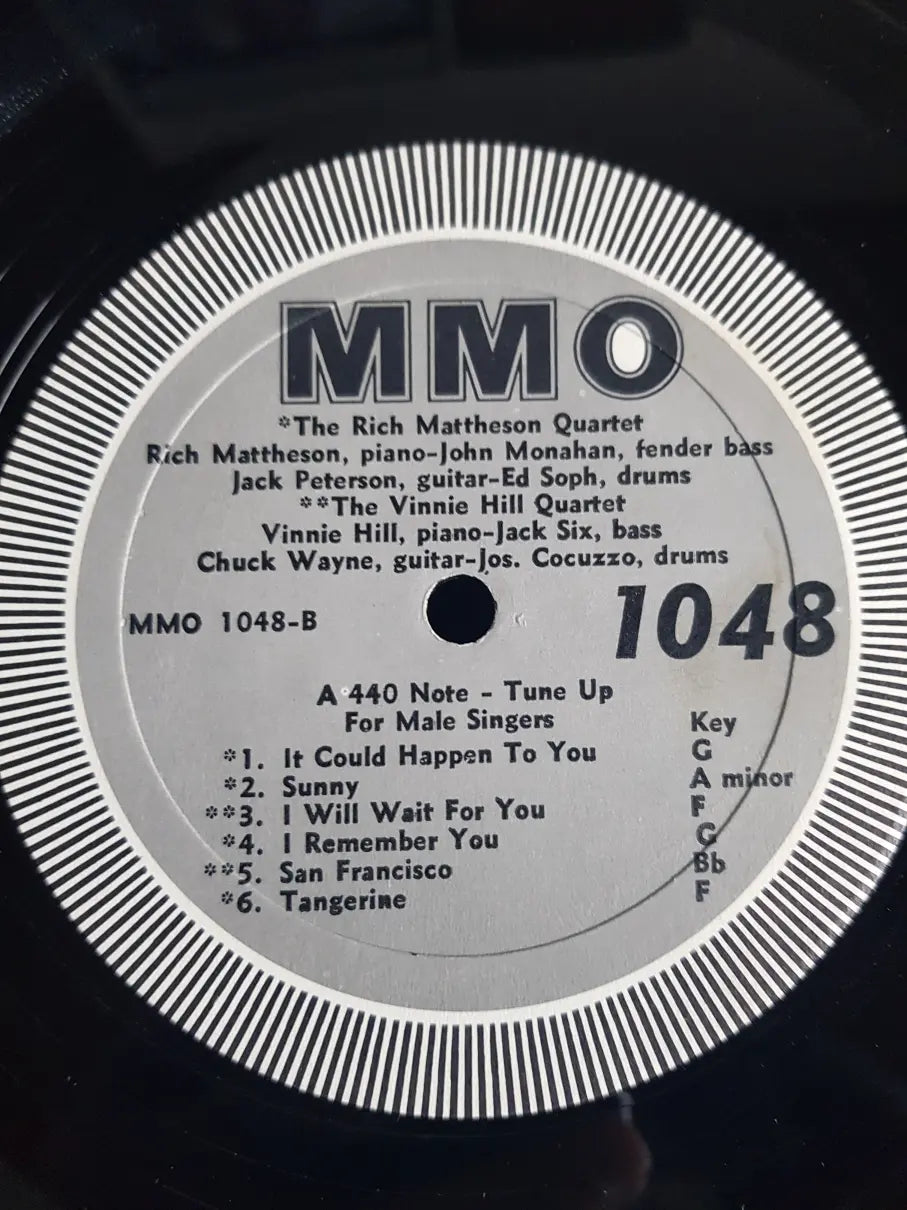 MMO
*The Rich Mattheson Quartet
Rich Mattheson, piano-John Monahan, fender bass
Jack Peterson, guitar-Ed Soph, drums
**The Vinnie Hill Quartet
Vinnie Hill, piano-Jack Six, bass
Chuck Wayne, guitar-Jos. Cocuzzo, drums
MMO 1048-B
1048
A 440 Note - Tune Up
For Male Singers Key
*1. It Could Happen To You G
*2. Sunny A minor
**3. I Will Wait For You F
*4. I Remember You G
**5. San Francisco Bb
*6. Tangerine F